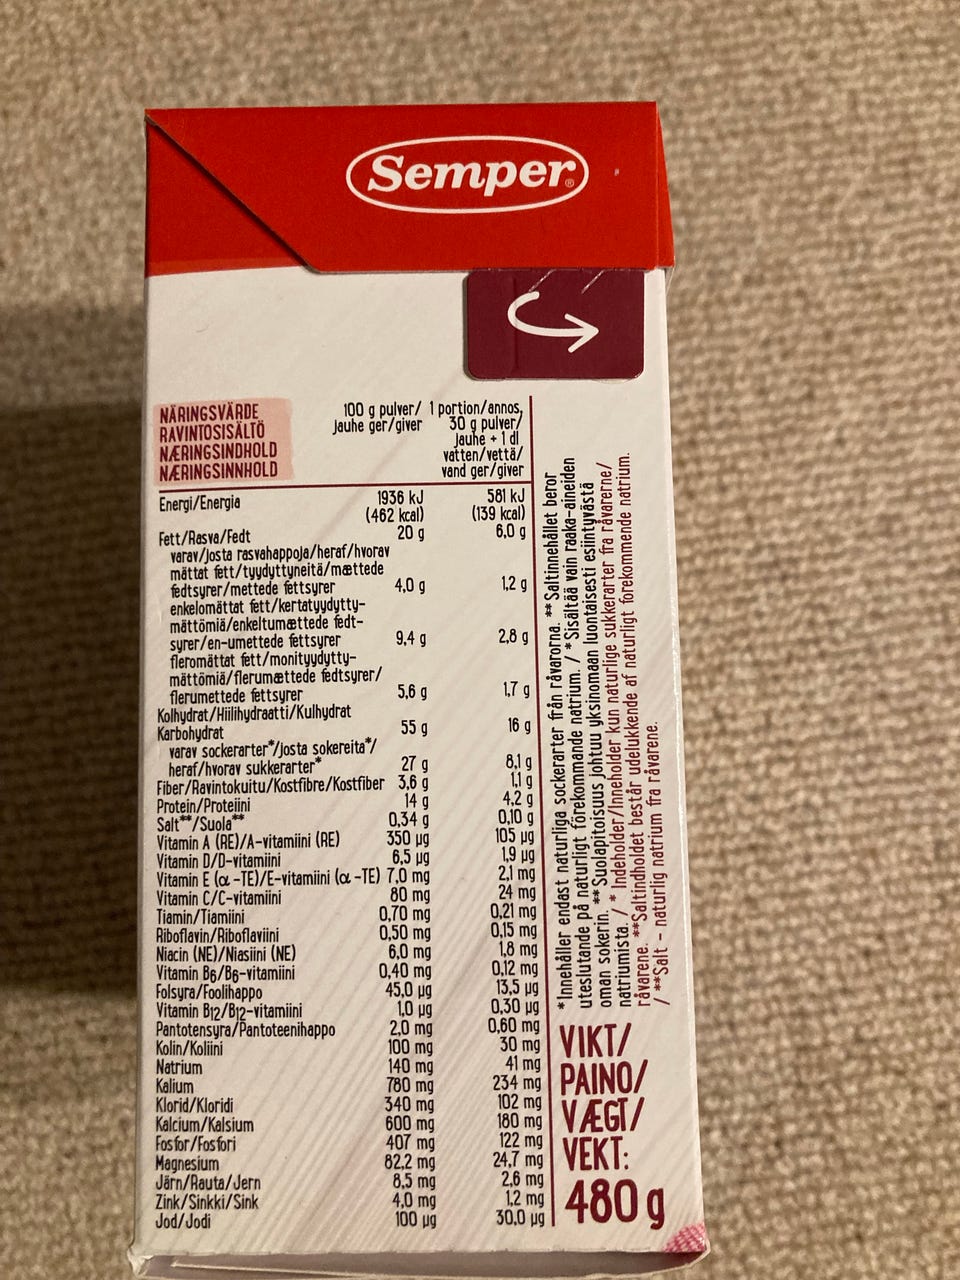 Semper®
NÄRINGSVÄRDE
RAVINTOSISÄLTÖ
NÆRINGSINDHOLD
NÆRINGSINNHOLD
100 g pulver/
jauhe ger/giver
1 portion/annos,
30 g pulver/
jauhe + 1 dl
vatten/vettä/
vand ger/giver
Energi/Energia 1936 kJ 581 kJ
(462 kcal) (139 kcal)
Fett/Rasva/Fedt 20 g 6,0 g
varav/josta rasvahappoja/heraf/hvorav
mättat fett/tyydyttyneitä/mættede
fedtsyrer/mettede fettsyrer 4,0 g 1,2 g
enkelomättat fett/kertatyydytty-
mättömiä/enkeltumættede fedt-
syrer/en-umettede fettsyrer 9,4 g 2,8 g
fleromättat fett/monityydytty-
mättömiä/flerumættede fedtsyrer/
flerumettede fettsyrer 5,6 g 1,7 g
Kolhydrat/Hiilihydraatti/Kulhydrat
Karbohydrat 55 g 16 g
varav sockerarter*/josta sokereita*/
heraf/hvorav sukkerarter* 27 g 8,1 g
Fiber/Ravintokuitu/Kostfibre/Kostfiber 3,6 g 1,1 g
Protein/Proteiini 14 g 4,2 g
Salt**/Suola** 0,34 g 0,10 g
Vitamin A (RE)/A-vitamiini (RE) 350 µg 105 µg
Vitamin D/D-vitamiini 6,5 µg 1,9 µg
Vitamin E (α -TE)/E-vitamiini (α -TE) 7,0 mg 2,1 mg
Vitamin C/C-vitamiini 80 mg 24 mg
Tiamin/Tiamiini 0,70 mg 0,21 mg
Riboflavin/Riboflaviini 0,50 mg 0,15 mg
Niacin (NE)/Niasiini (NE) 6,0 mg 1,8 mg
Vitamin B6/B6-vitamiini 0,40 mg 0,12 mg
Folsyra/Foolihappo 45,0 µg 13,5 µg
Vitamin B12/B12-vitamiini 1,0 µg 0,30 µg
Pantotensyra/Pantoteenihappo 2,0 mg 0,60 mg
Kolin/Koliini 100 mg 30 mg
Natrium 140 mg 41 mg
Kalium 780 mg 234 mg
Klorid/Kloridi 340 mg 102 mg
Kalcium/Kalsium 600 mg 180 mg
Fosfor/Fosfori 407 mg 122 mg
Magnesium 82,2 mg 24,7 mg
Järn/Rauta/Jern 8,5 mg 2,6 mg
Zink/Sinkki/Sink 4,0 mg 1,2 mg
Jod/Jodi 100 µg 30,0 µg
*Innehåller endast naturliga sockerarter från råvarorna. ** Saltinnehållet beror
uteslutande på naturligt förekommande natrium. / *Sisältää vain raaka-aineiden
oman sokerin. **Suolapitoisuus johtuu yksinomaan luontaisesti esiintyvästä
natriumista. / * Indeholder/Inneholder kun naturlige sukkerarter fra råvarerne/
råvarene. **Saltindholdet består udelukkende af naturligt forekommende natrium.
/ **Salt - naturlig natrium fra råvarene.
VIKT/
PAINO/
VÆGT/
VEKT:
480 g